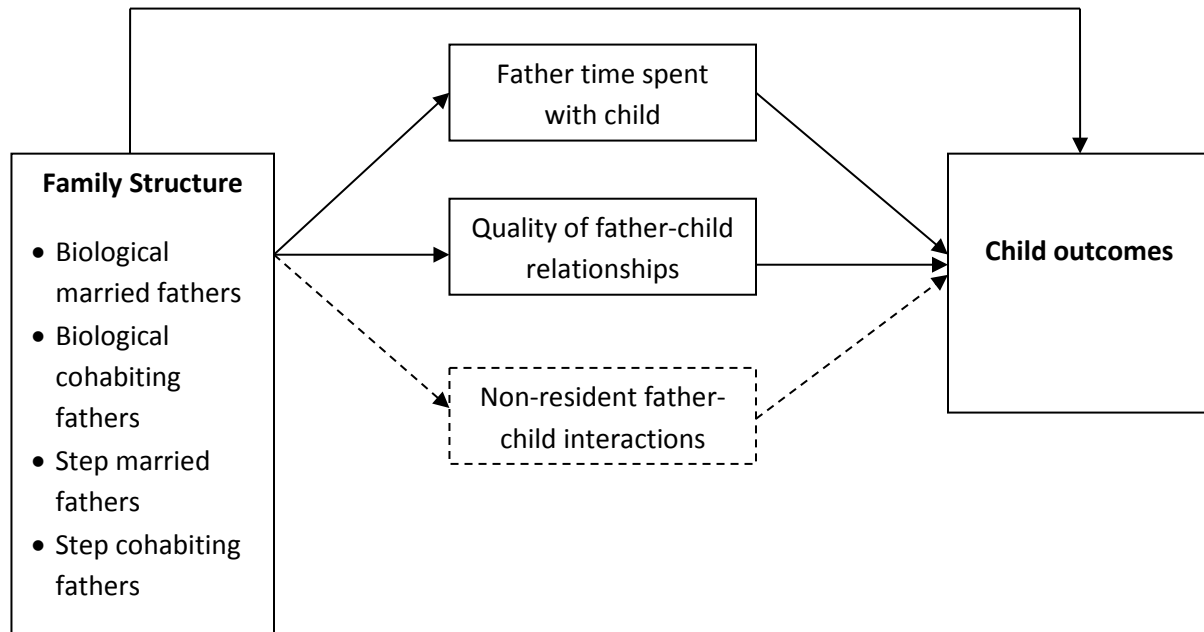 Family Structure
• Biological
married fathers
• Biological
cohabiting
fathers
• Step married
fathers
• Step cohabiting
fathers
Father time spent
with child
Quality of father-child
relationships
Non-resident father-
child interactions
Child outcomes